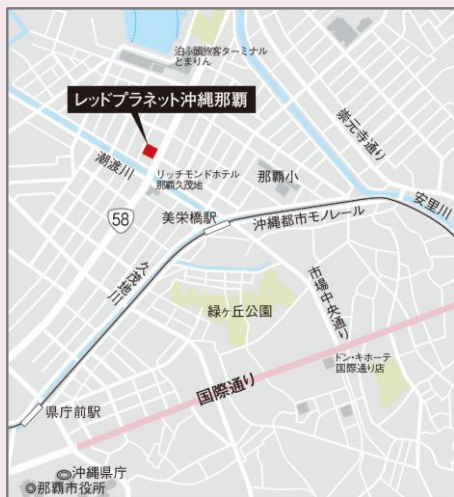 泊ふ頭旅客ターミナル
とまりん
レッドプラネット沖縄那覇
崇元寺通り
潮渡川
リッチモンドホテル
那覇久茂地
那覇小
安里川
58
美栄橋駅
沖縄都市モノレール
久茂地川
市場中央通り
緑ヶ丘公園
ドン・キホーテ
国際通り店
国際通り
県庁前駅
沖縄県庁
那覇市役所